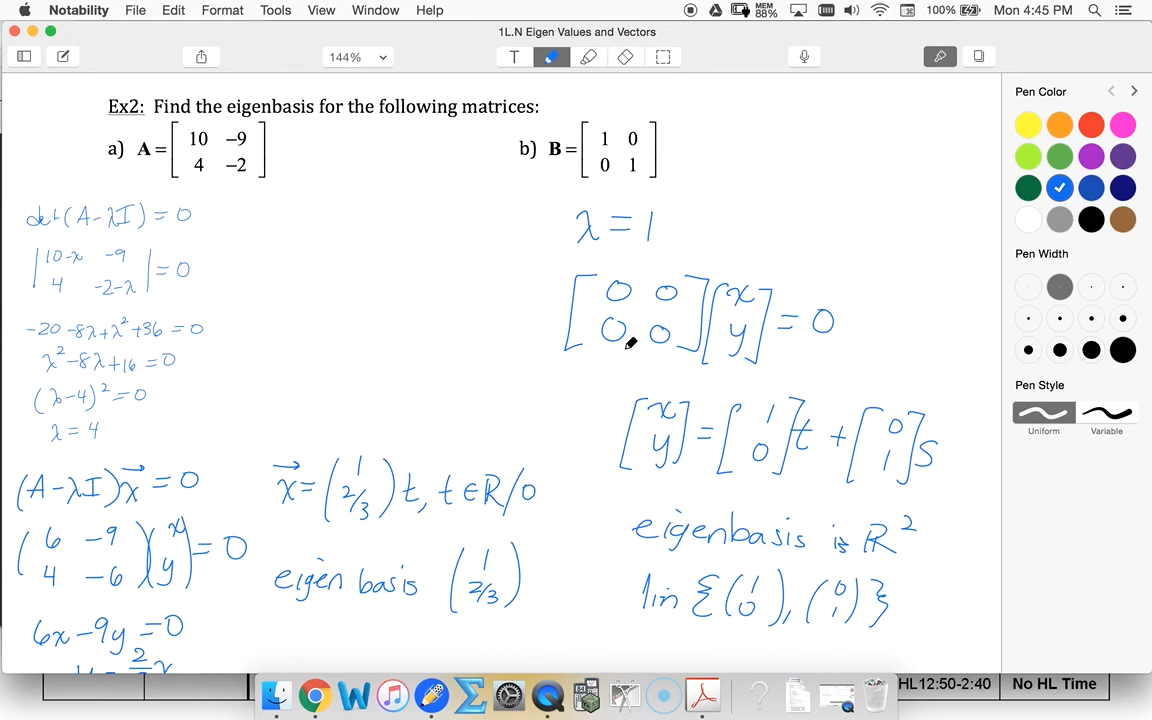 Notability File Edit Format Tools View Window Help MEM 88% 100% Mon 4:45 PM
1L.N Eigen Values and Vectors
144% T
Ex2: Find the eigenbasis for the following matrices:
a) A = [ 10 −9
4 −2 ]
b) B = [ 1 0
0 1 ]
det(A-λI) = 0
| 10-λ -9
4 -2-λ | = 0
-20 -8λ+λ² +36 = 0
λ²-8λ+16 = 0
(λ-4)² = 0
λ = 4
(A-λI)x⃗ = 0
( 6 -9
4 -6 ) ( x
y ) = 0
6x-9y = 0
x⃗ = ( 1
2/3 ) t, t ∈ R/0
eigen basis ( 1
2/3 )
λ = 1
[ 0 0
0 0 ] [ x
y ] = 0
[ x
y ] = [ 1
0 ] t + [ 0
1 ] s
eigenbasis is R²
lin { ( 1
0 ), ( 0
1 ) }
Pen Color
Pen Width
Pen Style
Uniform Variable
HL12:50-2:40 No HL Time